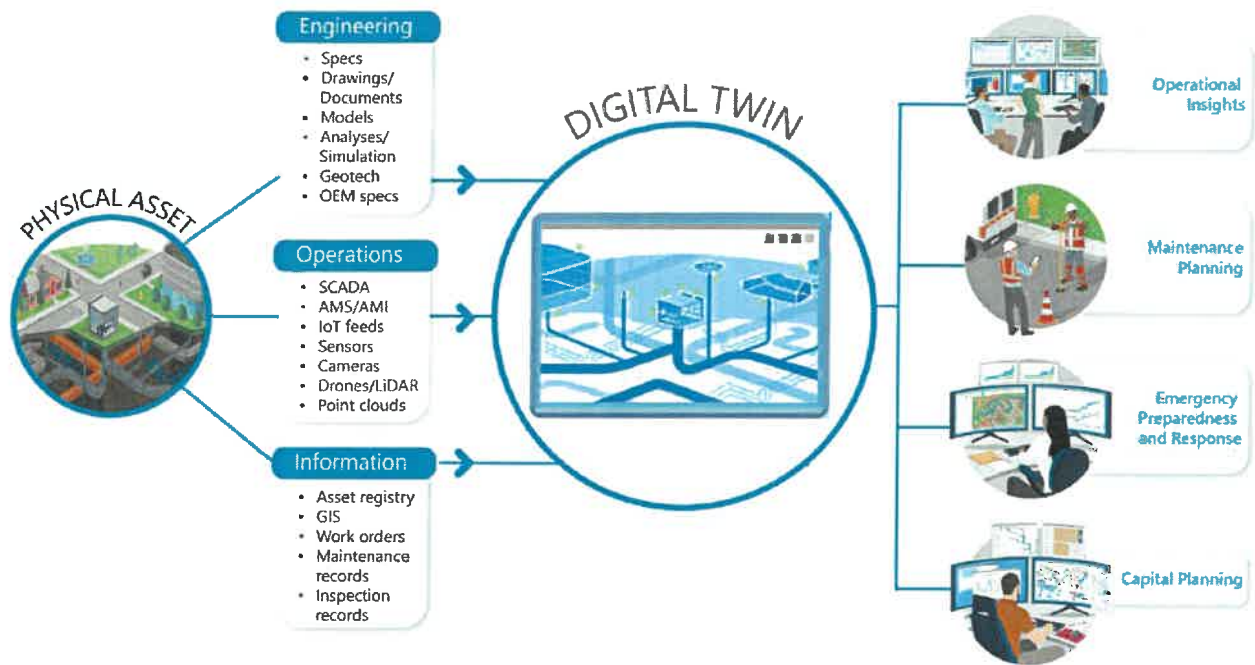 PHYSICAL ASSET
Engineering
• Specs
• Drawings/
Documents
• Models
• Analyses/
Simulation
• Geotech
• OEM specs
Operations
• SCADA
• AMS/AMI
• IoT feeds
• Sensors
• Cameras
• Drones/LiDAR
• Point clouds
Information
• Asset registry
• GIS
• Work orders
• Maintenance
records
• Inspection
records
DIGITAL TWIN
Operational
Insights
Maintenance
Planning
Emergency
Preparedness
and Response
Capital Planning